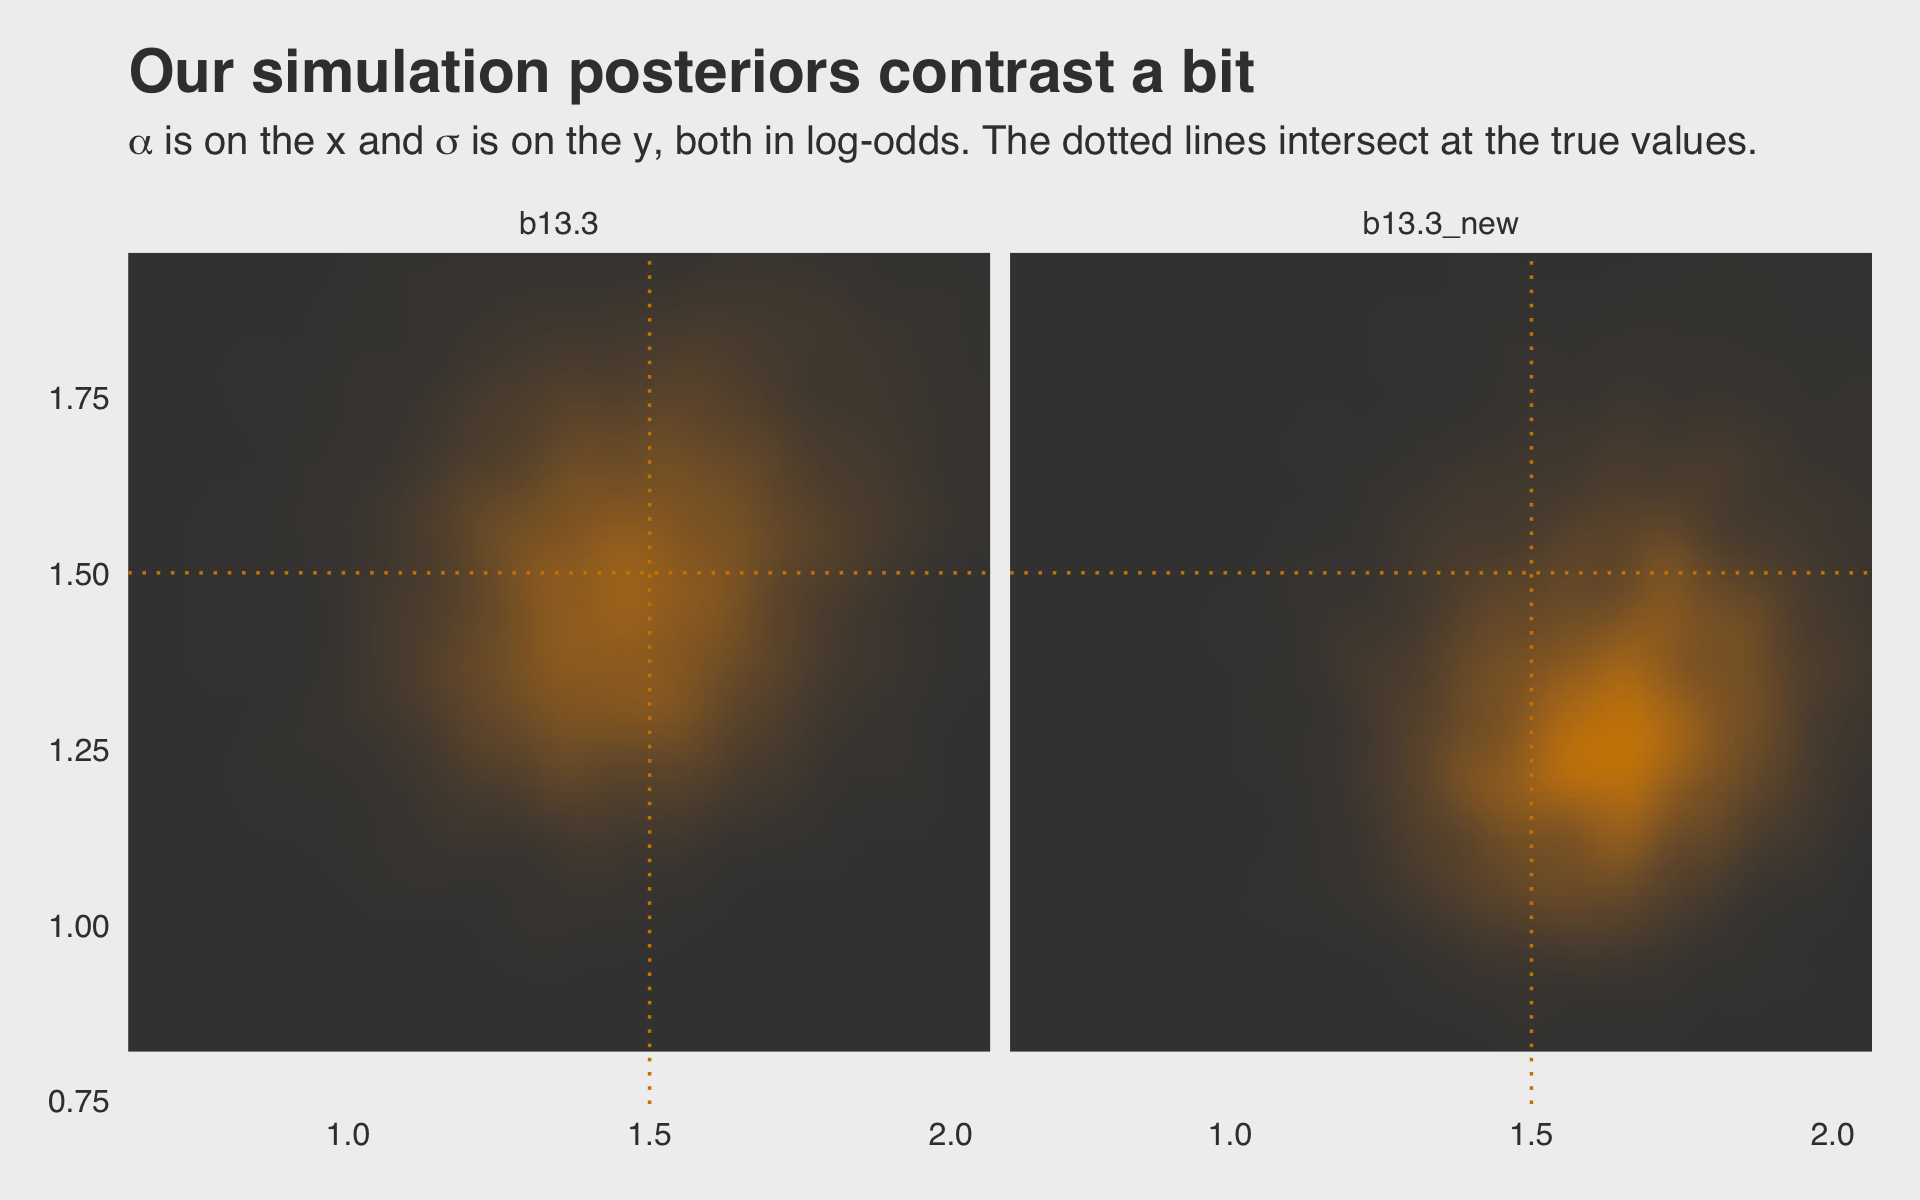 Our simulation posteriors contrast a bit
α is on the x and σ is on the y, both in log-odds. The dotted lines intersect at the true values.
b13.3
b13.3_new
1.75
1.50
1.25
1.00
0.75
1.0 1.5 2.0
1.0 1.5 2.0